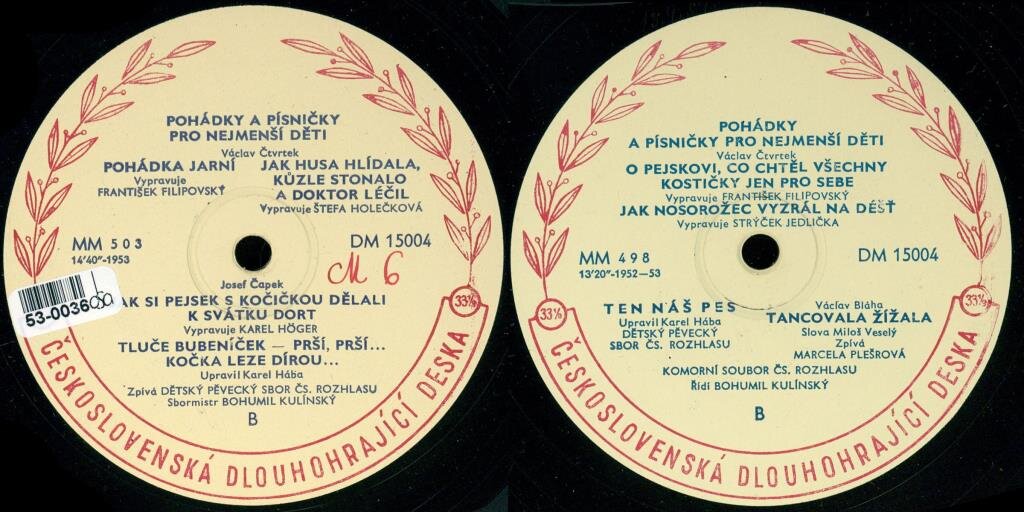 POHÁDKY A PÍSNIČKY
PRO NEJMENŠÍ DĚTI
Václav Čtvrtek
POHÁDKA JARNÍ
Vypravuje
FRANTIŠEK FILIPOVSKÝ
JAK HUSA HLÍDALA,
KŮZLE STONALO
A DOKTOR LÉČIL
Vypravuje ŠTEFA HOLEČKOVÁ
MM 503
14'40"-1953
DM 15004
M 6
53-0036
Josef Čapek
AK SI PEJSEK S KOČIČKOU DĚLALI
K SVÁTKU DORT
Vypravuje KAREL HÖGER
TLUČE BUBENÍČEK — PRŠÍ, PRŠÍ...
KOČKA LEZE DÍROU...
Upravil Karel Hába
Zpívá DĚTSKÝ PĚVECKÝ SBOR ČS. ROZHLASU
Sbormistr BOHUMIL KULÍNSKÝ
B
33⅓
ČESKOSLOVENSKÁ DLOUHOHRAJÍCÍ DESKA
POHÁDKY
A PÍSNIČKY PRO NEJMENŠÍ DĚTI
Václav Čtvrtek
O PEJSKOVI, CO CHTĚL VŠECHNY
KOSTIČKY JEN PRO SEBE
Vypravuje FRANTIŠEK FILIPOVSKÝ
JAK NOSOROŽEC VYZRÁL NA DÉŠŤ
Vypravuje STRÝČEK JEDLIČKA
MM 498
13'20"-1952-53
DM 15004
TEN NÁŠ PES
Upravil Karel Hába
DĚTSKÝ PĚVECKÝ
SBOR ČS. ROZHLASU
Václav Bláha
TANCOVALA ŽÍŽALA
Slova Miloš Veselý
Zpívá
MARCELA PLEŠROVÁ
KOMORNÍ SOUBOR ČS. ROZHLASU
Řídí BOHUMIL KULÍNSKÝ
B
33⅓
33⅓
ČESKOSLOVENSKÁ DLOUHOHRAJÍCÍ DESKA